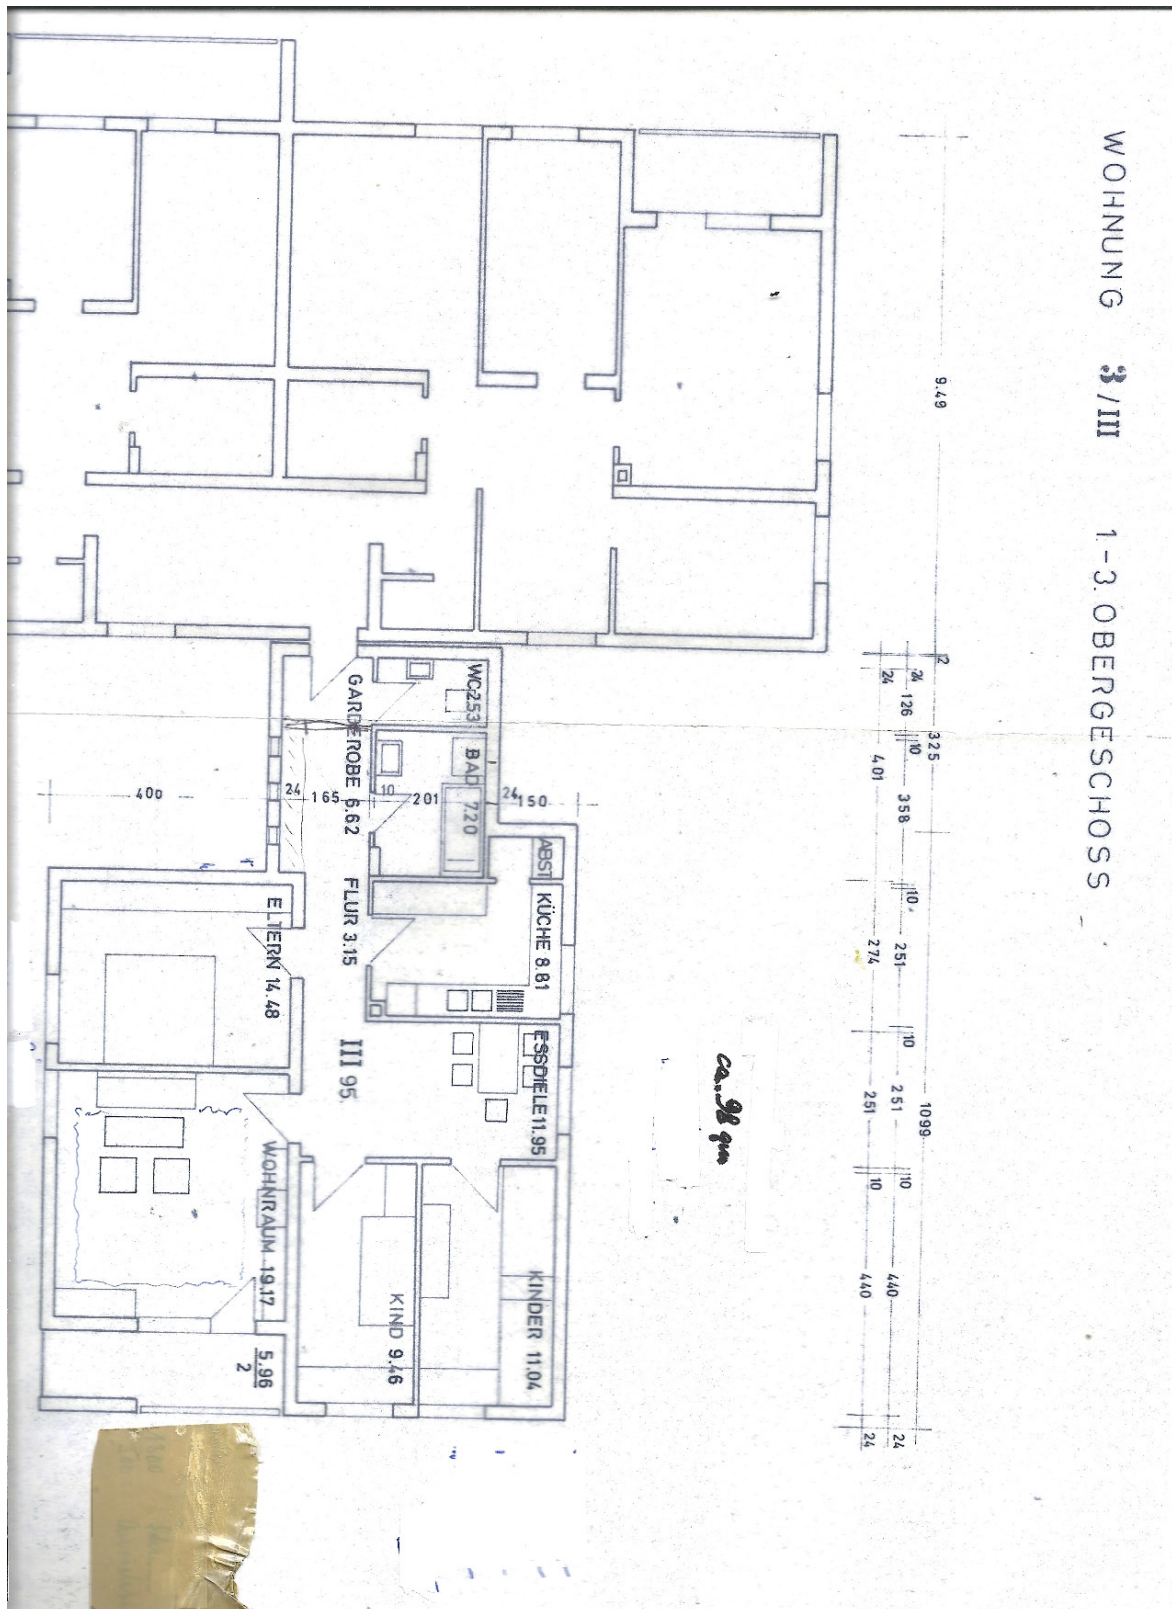 WOHNUNG 3/III 1.-3. OBERGESCHOSS
9.49
2
325
1099
24
126
10
358
10
251
10
251
10
440
24
24
401
274
251
10
440
24
ca. 98 qm
400
24
165
10
201
24
150
WC 2.53
BAD 7.20
GARDEROBE 6.62
ABST
KÜCHE 8.81
FLUR 3.15
ELTERN 14.48
III 95
ESSDIELE 11.95
WOHNRAUM 19.17
KIND 9.46
KINDER 11.04
5.96
2